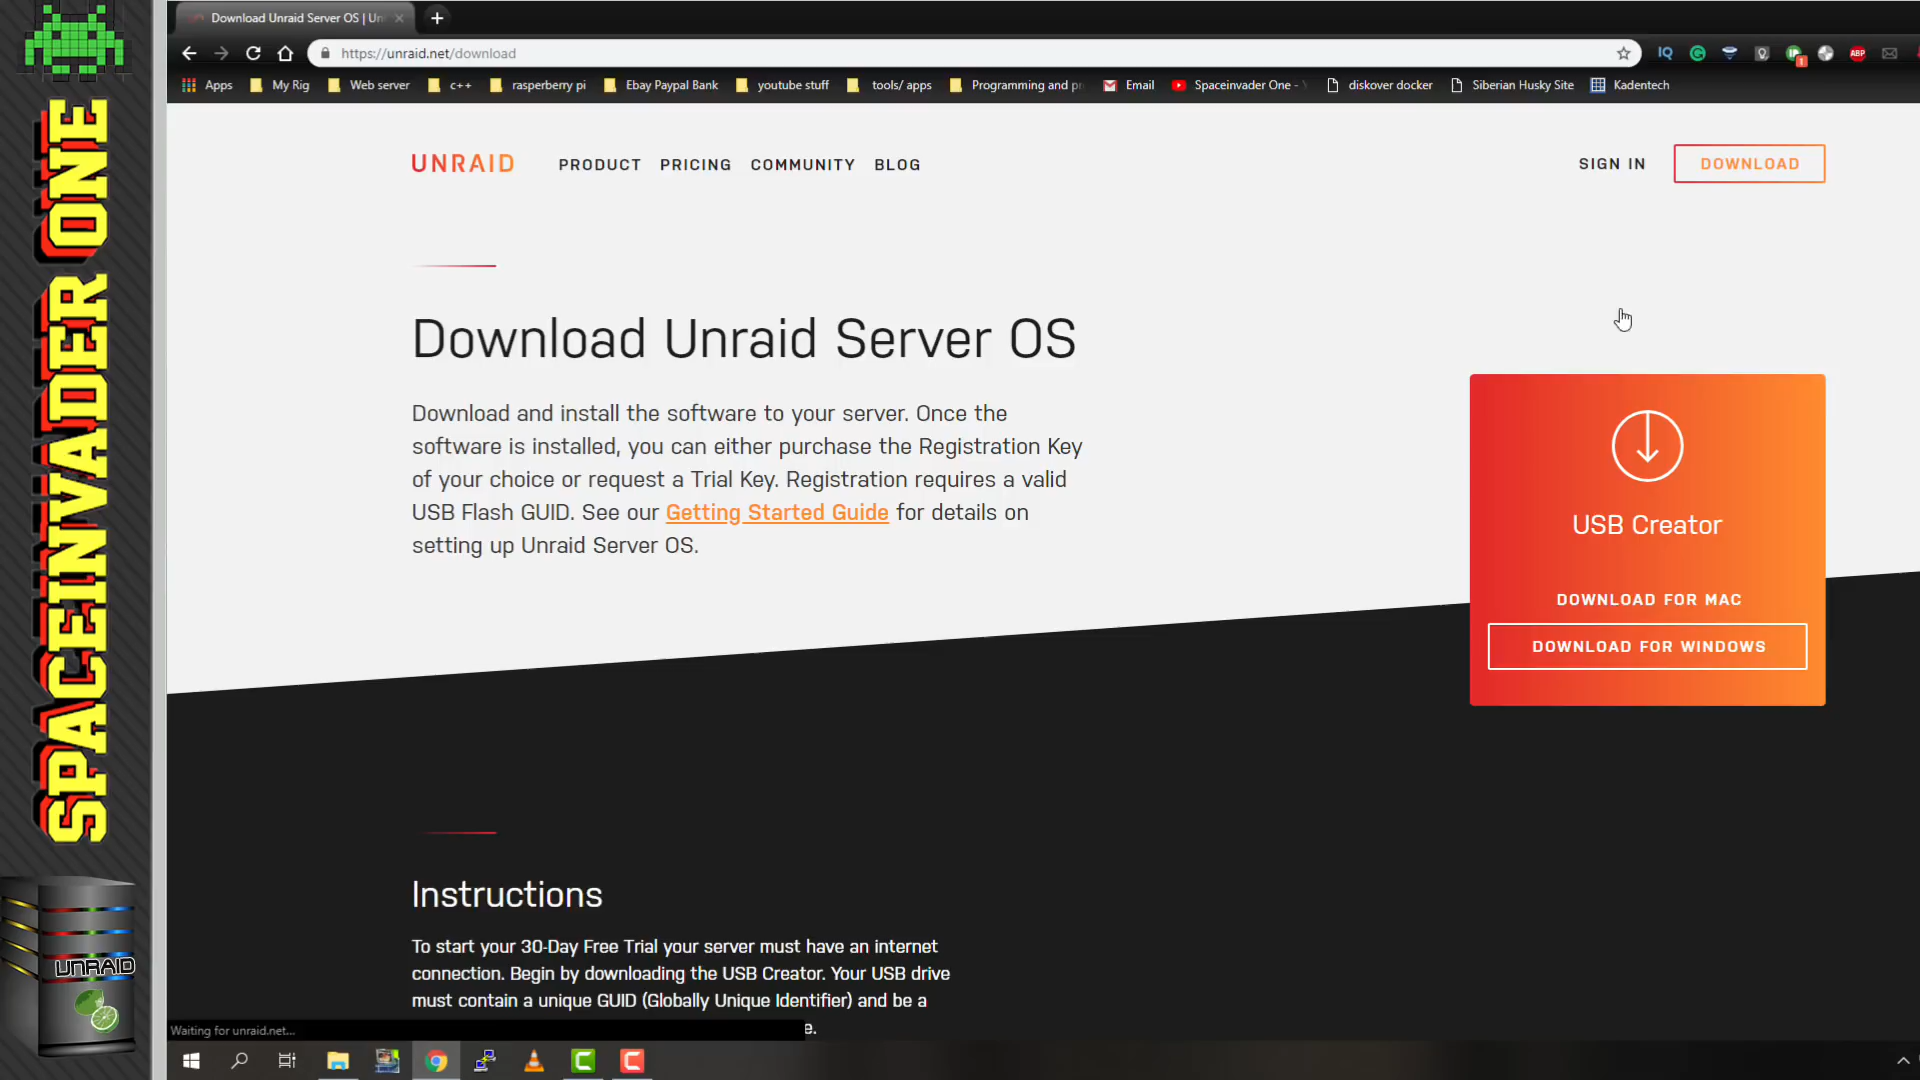 SPACEINVADER ONE
UNRAID
Download Unraid Server OS | Un
https://unraid.net/download
Apps My Rig Web server c++ rasperberry pi Ebay Paypal Bank youtube stuff tools/ apps Programming and pr Email Spaceinvader One - diskover docker Siberian Husky Site Kadentech
UNRAID PRODUCT PRICING COMMUNITY BLOG SIGN IN DOWNLOAD
Download Unraid Server OS
Download and install the software to your server. Once the
software is installed, you can either purchase the Registration Key
of your choice or request a Trial Key. Registration requires a valid
USB Flash GUID. See our Getting Started Guide for details on
setting up Unraid Server OS.
USB Creator
DOWNLOAD FOR MAC
DOWNLOAD FOR WINDOWS
Instructions
To start your 30-Day Free Trial your server must have an internet
connection. Begin by downloading the USB Creator. Your USB drive
must contain a unique GUID (Globally Unique Identifier) and be a
e.
Waiting for unraid.net...